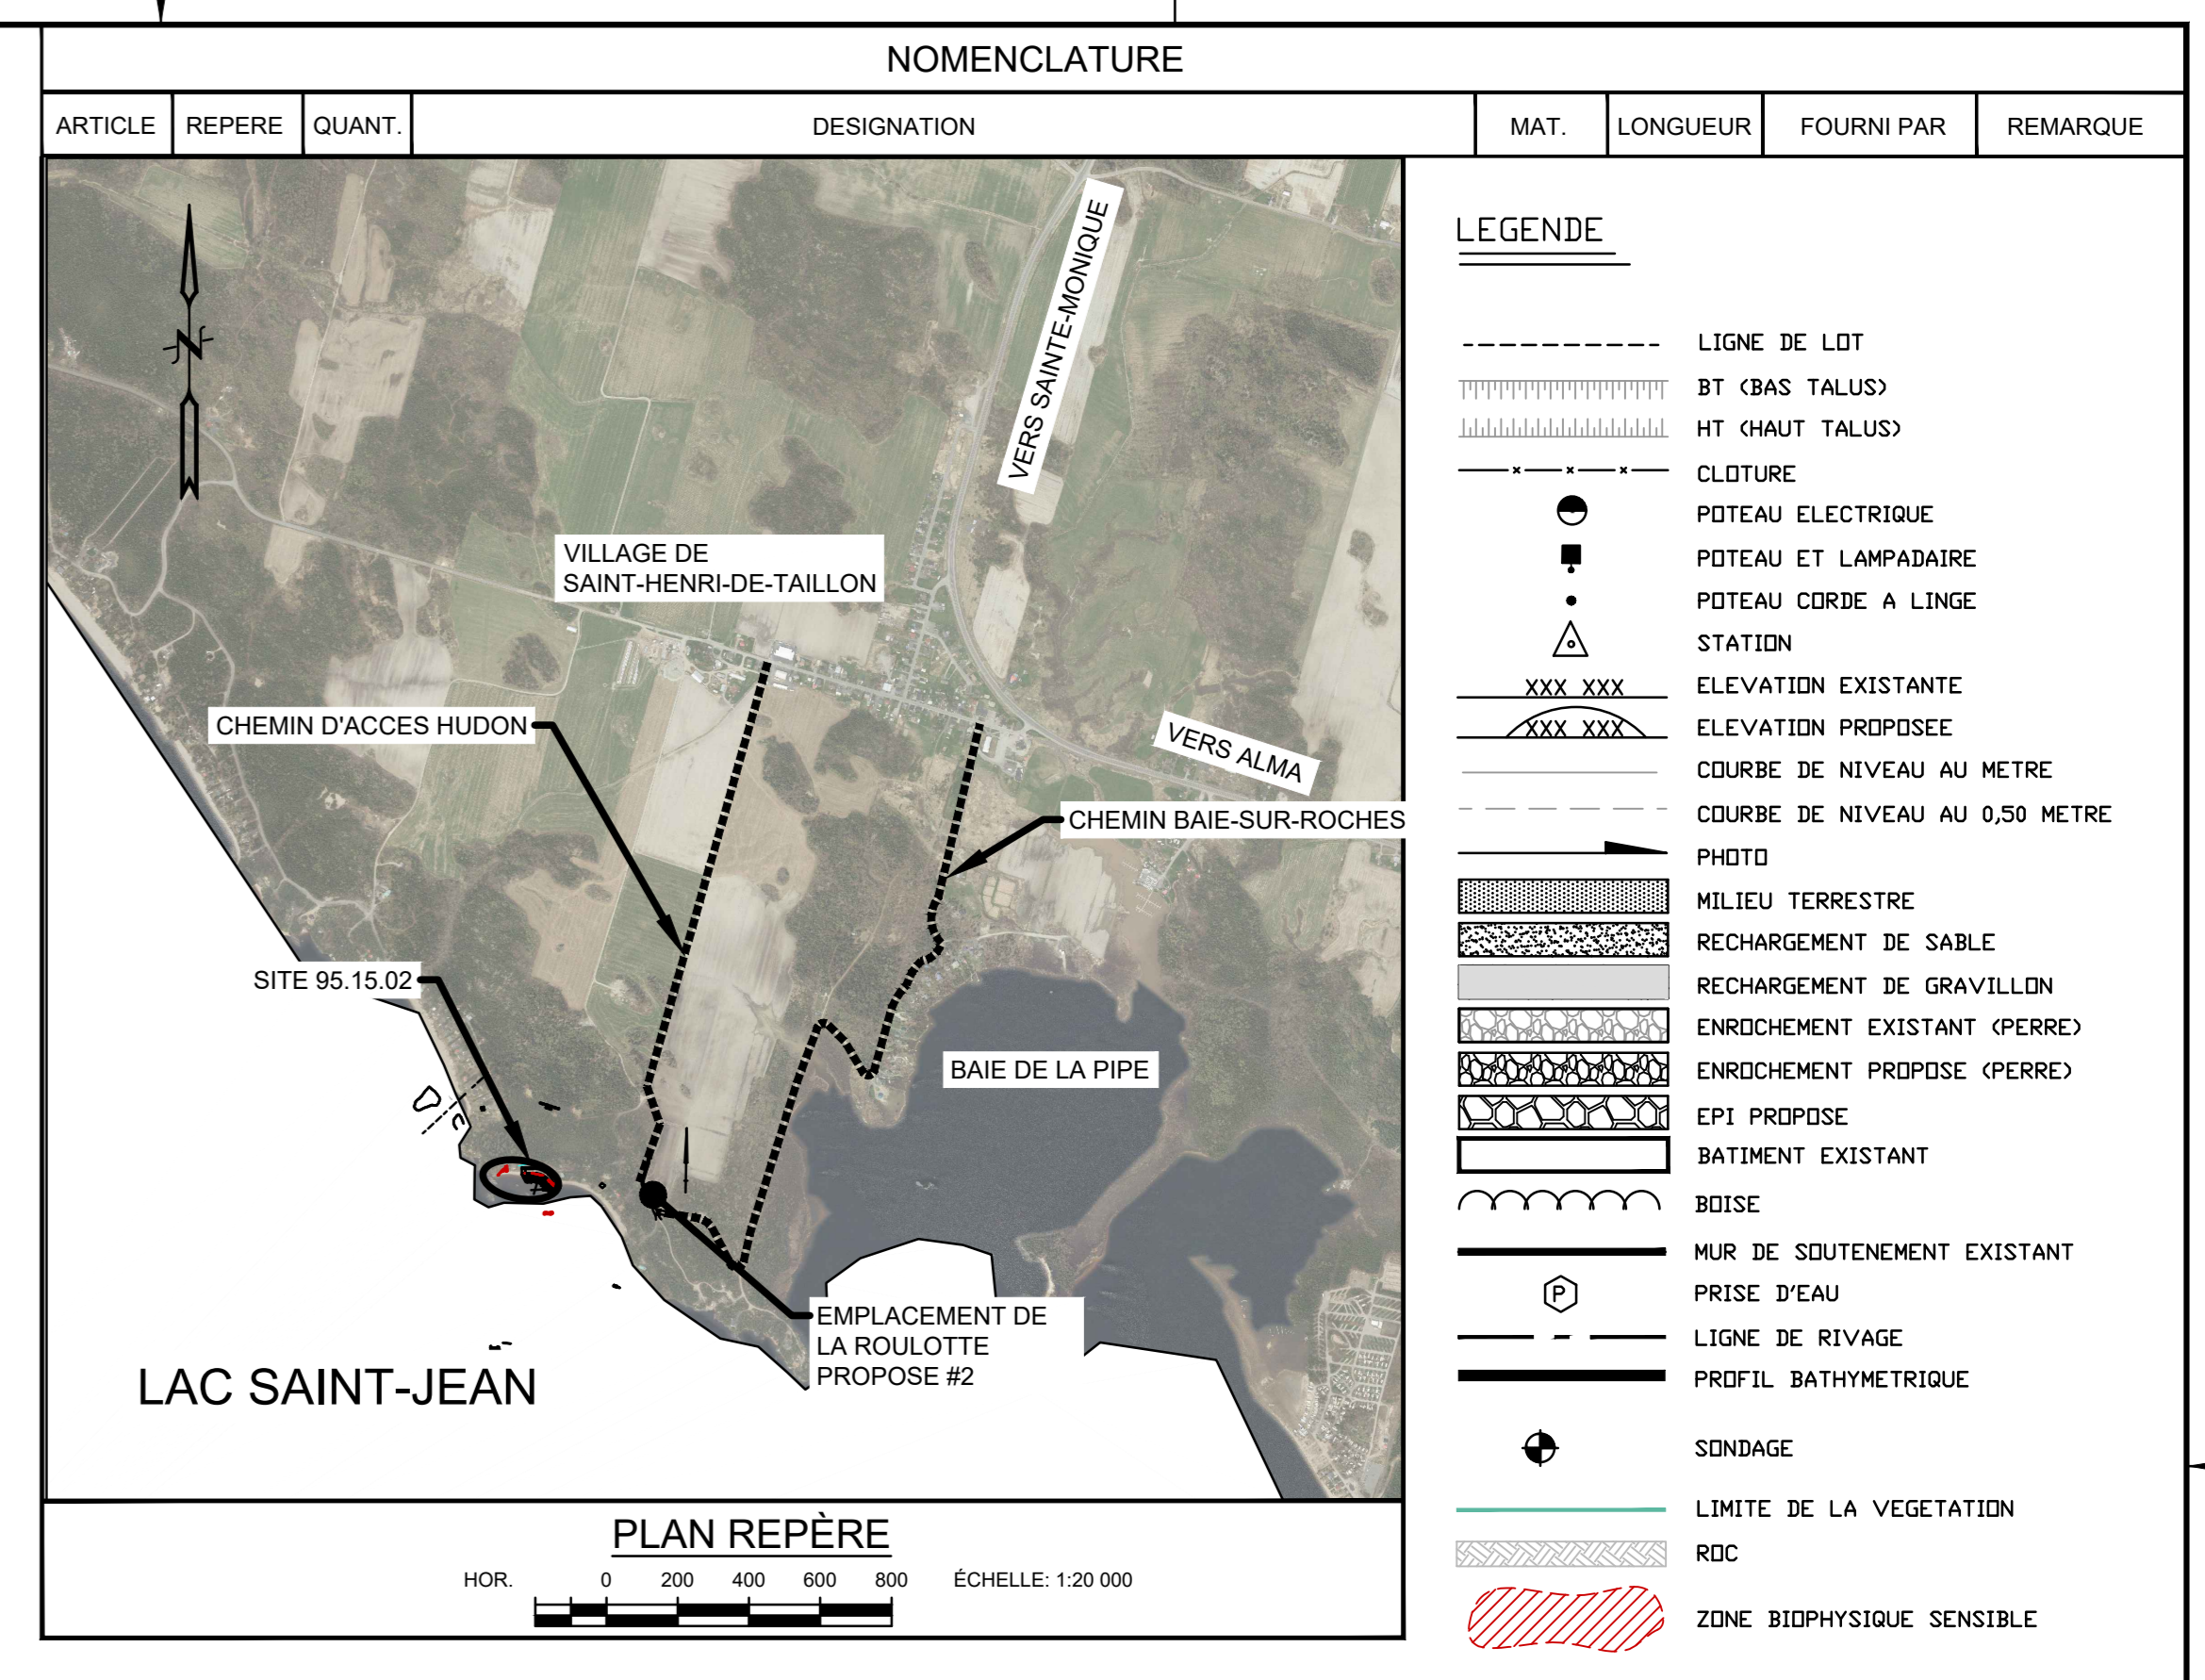 NOMENCLATURE
ARTICLE REPERE QUANT. DESIGNATION MAT. LONGUEUR FOURNI PAR REMARQUE
N
VERS SAINTE-MONIQUE
VILLAGE DE
SAINT-HENRI-DE-TAILLON
CHEMIN D'ACCES HUDON
VERS ALMA
CHEMIN BAIE-SUR-ROCHES
SITE 95.15.02
BAIE DE LA PIPE
EMPLACEMENT DE
LA ROULOTTE
PROPOSE #2
LAC SAINT-JEAN
PLAN REPÈRE
HOR. 0 200 400 600 800 ÉCHELLE: 1:20 000
LEGENDE
LIGNE DE LOT
BT (BAS TALUS)
HT (HAUT TALUS)
CLOTURE
POTEAU ELECTRIQUE
POTEAU ET LAMPADAIRE
POTEAU CORDE A LINGE
STATION
XXX XXX ELEVATION EXISTANTE
XXX XXX ELEVATION PROPOSEE
COURBE DE NIVEAU AU METRE
COURBE DE NIVEAU AU 0,50 METRE
PHOTO
MILIEU TERRESTRE
RECHARGEMENT DE SABLE
RECHARGEMENT DE GRAVILLON
ENROCHEMENT EXISTANT (PERRE)
ENROCHEMENT PROPOSE (PERRE)
EPI PROPOSE
BATIMENT EXISTANT
BOISE
MUR DE SOUTENEMENT EXISTANT
P PRISE D'EAU
LIGNE DE RIVAGE
PROFIL BATHYMETRIQUE
SONDAGE
LIMITE DE LA VEGETATION
ROC
ZONE BIOPHYSIQUE SENSIBLE